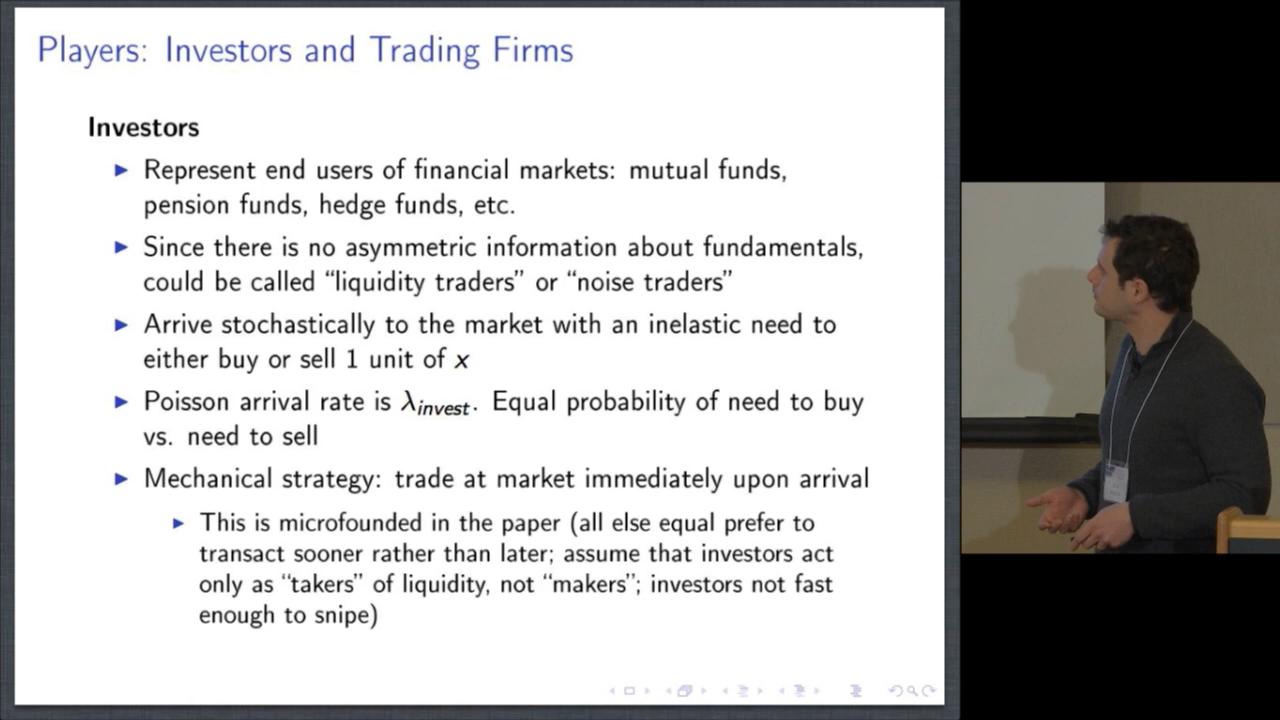 Players: Investors and Trading Firms
Investors
► Represent end users of financial markets: mutual funds,
pension funds, hedge funds, etc.
► Since there is no asymmetric information about fundamentals,
could be called “liquidity traders” or “noise traders”
► Arrive stochastically to the market with an inelastic need to
either buy or sell 1 unit of x
► Poisson arrival rate is λinvest. Equal probability of need to buy
vs. need to sell
► Mechanical strategy: trade at market immediately upon arrival
► This is microfounded in the paper (all else equal prefer to
transact sooner rather than later; assume that investors act
only as “takers” of liquidity, not “makers”; investors not fast
enough to snipe)